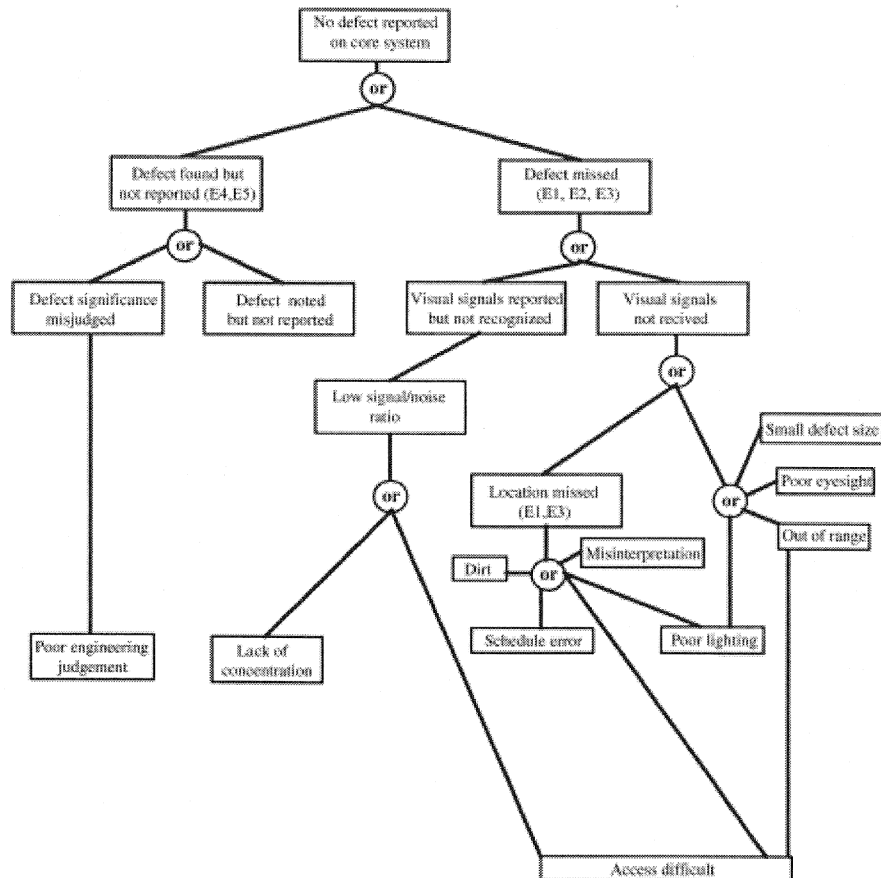 No defect reported
on core system
or
Defect found but
not reported (E4,E5)
Defect missed
(E1, E2, E3)
or
or
Defect significance
misjudged
Defect noted
but not reported
Visual signals reported
but not recognized
Visual signals
not recived
or
Low signal/noise
ratio
Small defect size
Poor eyesight
or
Location missed
(E1,E3)
or
Out of range
Misinterpretation
Dirt
or
Schedule error
Poor lighting
Poor engineering
judgement
Lack of
concentration
Access difficult